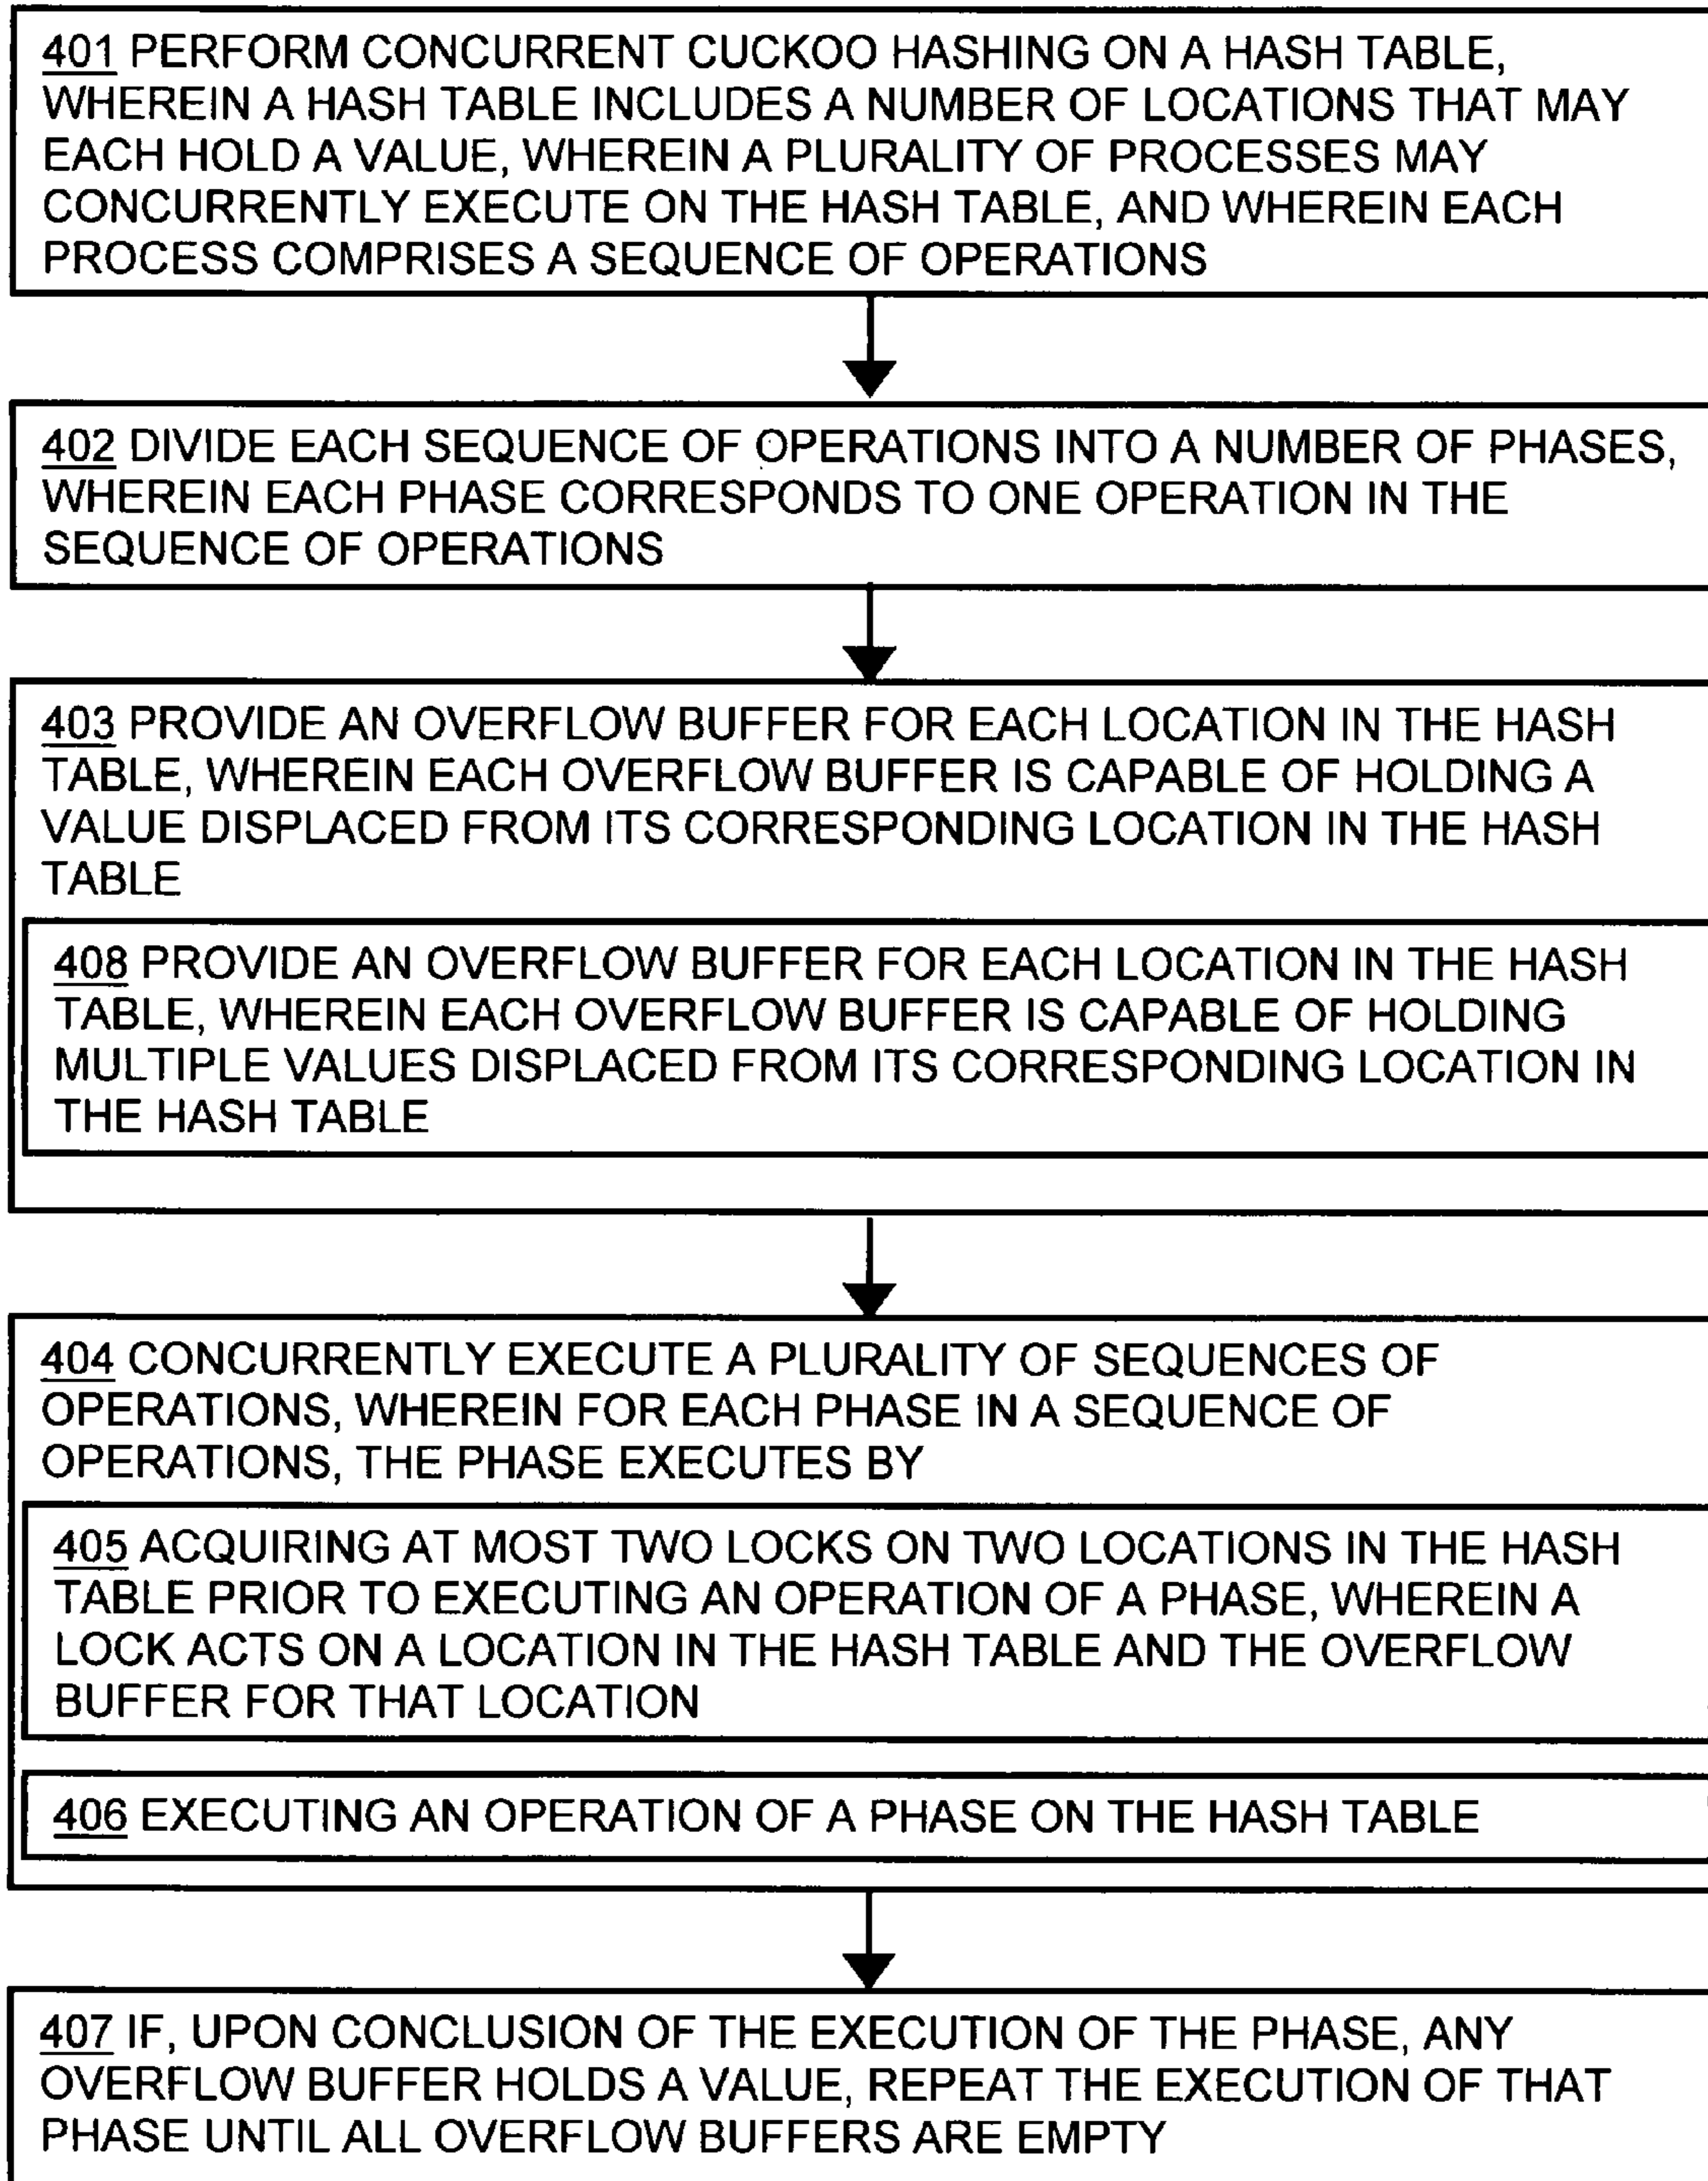 401 PERFORM CONCURRENT CUCKOO HASHING ON A HASH TABLE,
WHEREIN A HASH TABLE INCLUDES A NUMBER OF LOCATIONS THAT MAY
EACH HOLD A VALUE, WHEREIN A PLURALITY OF PROCESSES MAY
CONCURRENTLY EXECUTE ON THE HASH TABLE, AND WHEREIN EACH
PROCESS COMPRISES A SEQUENCE OF OPERATIONS
402 DIVIDE EACH SEQUENCE OF OPERATIONS INTO A NUMBER OF PHASES,
WHEREIN EACH PHASE CORRESPONDS TO ONE OPERATION IN THE
SEQUENCE OF OPERATIONS
403 PROVIDE AN OVERFLOW BUFFER FOR EACH LOCATION IN THE HASH
TABLE, WHEREIN EACH OVERFLOW BUFFER IS CAPABLE OF HOLDING A
VALUE DISPLACED FROM ITS CORRESPONDING LOCATION IN THE HASH
TABLE
408 PROVIDE AN OVERFLOW BUFFER FOR EACH LOCATION IN THE HASH
TABLE, WHEREIN EACH OVERFLOW BUFFER IS CAPABLE OF HOLDING
MULTIPLE VALUES DISPLACED FROM ITS CORRESPONDING LOCATION IN
THE HASH TABLE
404 CONCURRENTLY EXECUTE A PLURALITY OF SEQUENCES OF
OPERATIONS, WHEREIN FOR EACH PHASE IN A SEQUENCE OF
OPERATIONS, THE PHASE EXECUTES BY
405 ACQUIRING AT MOST TWO LOCKS ON TWO LOCATIONS IN THE HASH
TABLE PRIOR TO EXECUTING AN OPERATION OF A PHASE, WHEREIN A
LOCK ACTS ON A LOCATION IN THE HASH TABLE AND THE OVERFLOW
BUFFER FOR THAT LOCATION
406 EXECUTING AN OPERATION OF A PHASE ON THE HASH TABLE
407 IF, UPON CONCLUSION OF THE EXECUTION OF THE PHASE, ANY
OVERFLOW BUFFER HOLDS A VALUE, REPEAT THE EXECUTION OF THAT
PHASE UNTIL ALL OVERFLOW BUFFERS ARE EMPTY